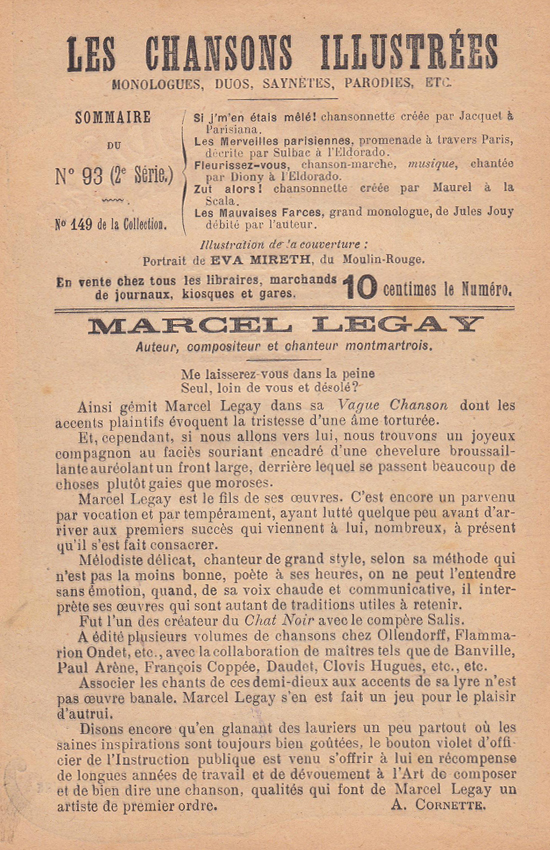 LES CHANSONS ILLUSTRÉES
MONOLOGUES, DUOS, SAYNÈTES, PARODIES, ETC.
SOMMAIRE
DU
N° 93 (2e Série.)
N° 149 de la Collection.
Si j'm'en étais mêlé! chansonnette créée par Jacquet à
Parisiana.
Les Merveilles parisiennes, promenade à travers Paris,
décrite par Sulbac à l'Eldorado.
Fleurissez-vous, chanson-marche, musique, chantée
par Diony à l'Eldorado.
Zut alors! chansonnette créée par Maurel à la
Scala.
Les Mauvaises Farces, grand monologue, de Jules Jouy
débité par l'auteur.
Illustration de la couverture :
Portrait de EVA MIRETH, du Moulin-Rouge.
En vente chez tous les libraires, marchands
de journaux, kiosques et gares.
10 centimes le Numéro.
MARCEL LEGAY
Auteur, compositeur et chanteur montmartrois.
Me laisserez-vous dans la peine
Seul, loin de vous et désolé?
Ainsi gémit Marcel Legay dans sa Vague Chanson dont les
accents plaintifs évoquent la tristesse d'une âme torturée.
Et, cependant, si nous allons vers lui, nous trouvons un joyeux
compagnon au faciès souriant encadré d'une chevelure broussail-
lante auréolant un front large, derrière lequel se passent beaucoup de
choses plutôt gaies que moroses.
Marcel Legay est le fils de ses œuvres. C'est encore un parvenu
par vocation et par tempérament, ayant lutté quelque peu avant d'ar-
river aux premiers succès qui viennent à lui, nombreux, à présent
qu'il s'est fait consacrer.
Mélodiste délicat, chanteur de grand style, selon sa méthode qui
n'est pas la moins bonne, poète à ses heures, on ne peut l'entendre
sans émotion, quand, de sa voix chaude et communicative, il inter-
prète ses œuvres qui sont autant de traditions utiles à retenir.
Fut l'un des créateur du Chat Noir avec le compère Salis.
A édité plusieurs volumes de chansons chez Ollendorff, Flamma-
rion Ondet, etc., avec la collaboration de maîtres tels que de Banville,
Paul Arène, François Coppée, Daudet, Clovis Hugues, etc., etc.
Associer les chants de ces demi-dieux aux accents de sa lyre n'est
pas œuvre banale. Marcel Legay s'en est fait un jeu pour le plaisir
d'autrui.
Disons encore qu'en glanant des lauriers un peu partout où les
saines inspirations sont toujours bien goûtées, le bouton violet d'offi-
cier de l'Instruction publique est venu s'offrir à lui en récompense
de longues années de travail et de dévouement à l'Art de composer
et de bien dire une chanson, qualités qui font de Marcel Legay un
artiste de premier ordre. A. CORNETTE.